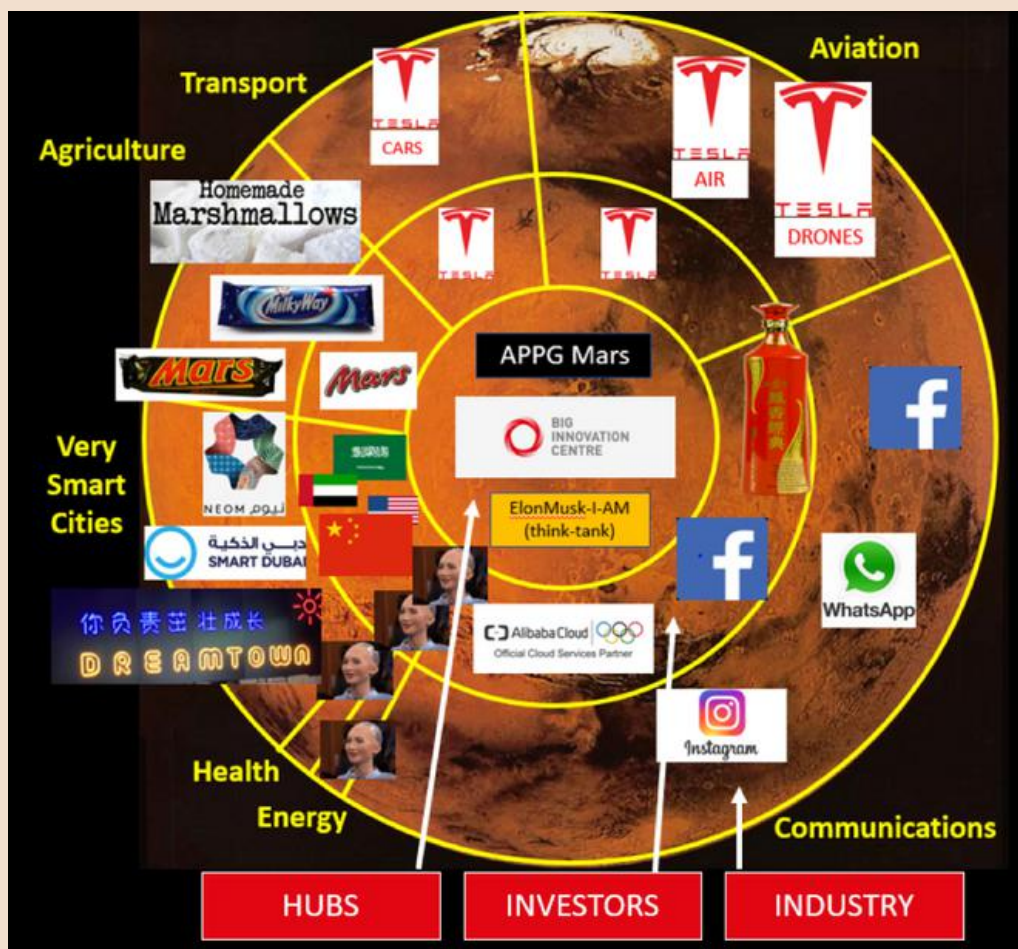 Aviation
Transport
TESLA
CARS
TESLA
AIR
TESLA
DRONES
Agriculture
Homemade
Marshmallows
TESLA
TESLA
MilkyWay
APPG Mars
Mars
Mars
BIG
INNOVATION
CENTRE
Very
Smart
Cities
NEOM نيوم
ElonMusk-I-AM
(think-tank)
دبي الذكية
SMART DUBAI
WhatsApp
你负责茁壮成长
DREAMTOWN
Alibaba Cloud
Official Cloud Services Partner
Instagram
Health
Energy
Communications
HUBS
INVESTORS
INDUSTRY